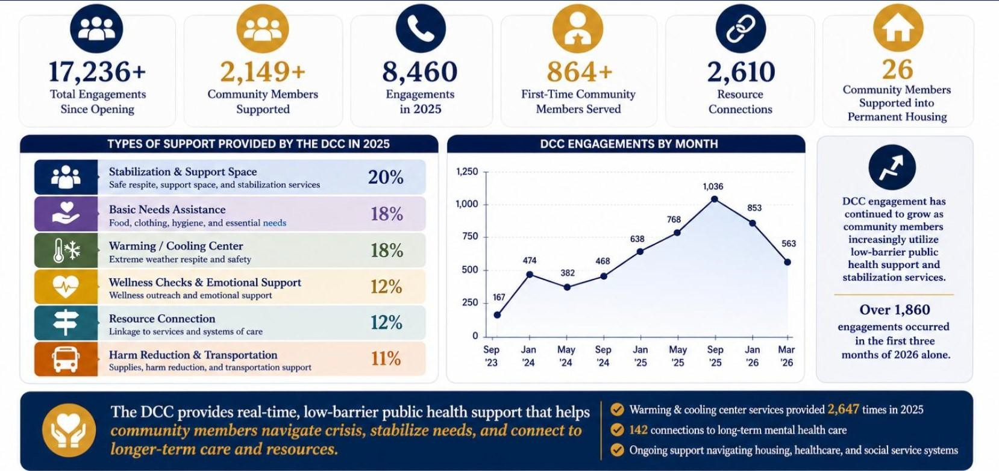 17,236+
Total Engagements
Since Opening
2,149+
Community Members
Supported
8,460
Engagements
in 2025
864+
First-Time Community
Members Served
2,610
Resource
Connections
26
Community Members
Supported into
Permanent Housing
TYPES OF SUPPORT PROVIDED BY THE DCC IN 2025
Stabilization & Support Space
Safe respite, support space, and stabilization services
20%
Basic Needs Assistance
Food, clothing, hygiene, and essential needs
18%
Warming / Cooling Center
Extreme weather respite and safety
18%
Wellness Checks & Emotional Support
Wellness outreach and emotional support
12%
Resource Connection
Linkage to services and systems of care
12%
Harm Reduction & Transportation
Supplies, harm reduction, and transportation support
11%
DCC ENGAGEMENTS BY MONTH
1,250
1,000
750
500
250
0
167
474
382
468
638
768
1,036
853
563
Sep '23
Jan '24
May '24
Sep '24
Jan '25
May '25
Sep '25
Jan '26
Mar '26
DCC engagement has
continued to grow as
community members
increasingly utilize
low-barrier public
health support and
stabilization services.
Over 1,860
engagements occurred
in the first three
months of 2026 alone.
The DCC provides real-time, low-barrier public health support that helps
community members navigate crisis, stabilize needs, and connect to
longer-term care and resources.
Warming & cooling center services provided 2,647 times in 2025
142 connections to long-term mental health care
Ongoing support navigating housing, healthcare, and social service systems